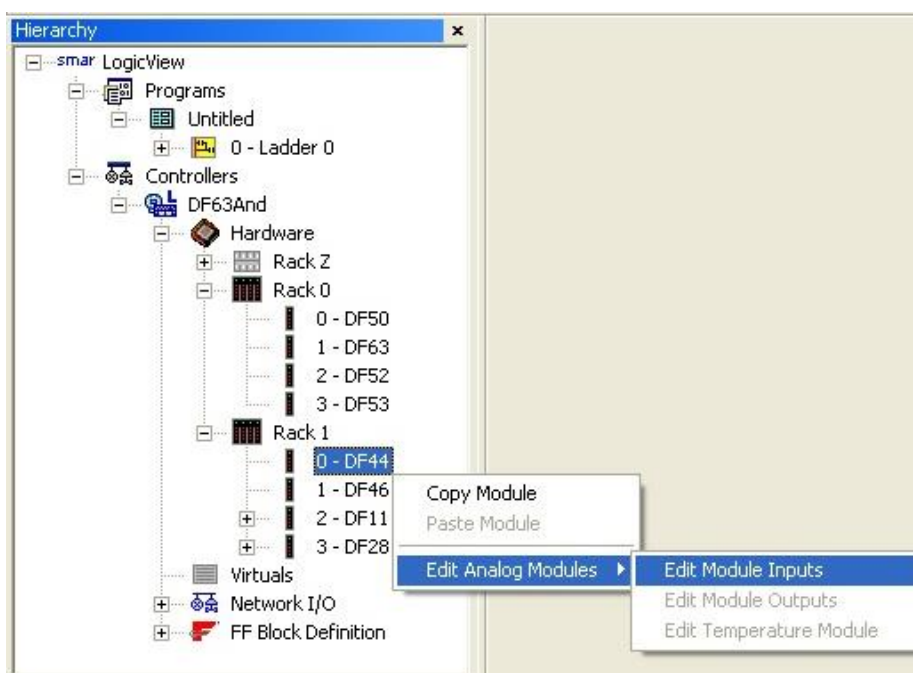 Hierarchy
smar LogicView
Programs
Untitled
0 - Ladder 0
Controllers
DF63And
Hardware
Rack Z
Rack 0
0 - DF50
1 - DF63
2 - DF52
3 - DF53
Rack 1
0 - DF44
1 - DF46
2 - DF11
3 - DF28
Virtuals
Network I/O
FF Block Definition
Copy Module
Paste Module
Edit Analog Modules
Edit Module Inputs
Edit Module Outputs
Edit Temperature Module